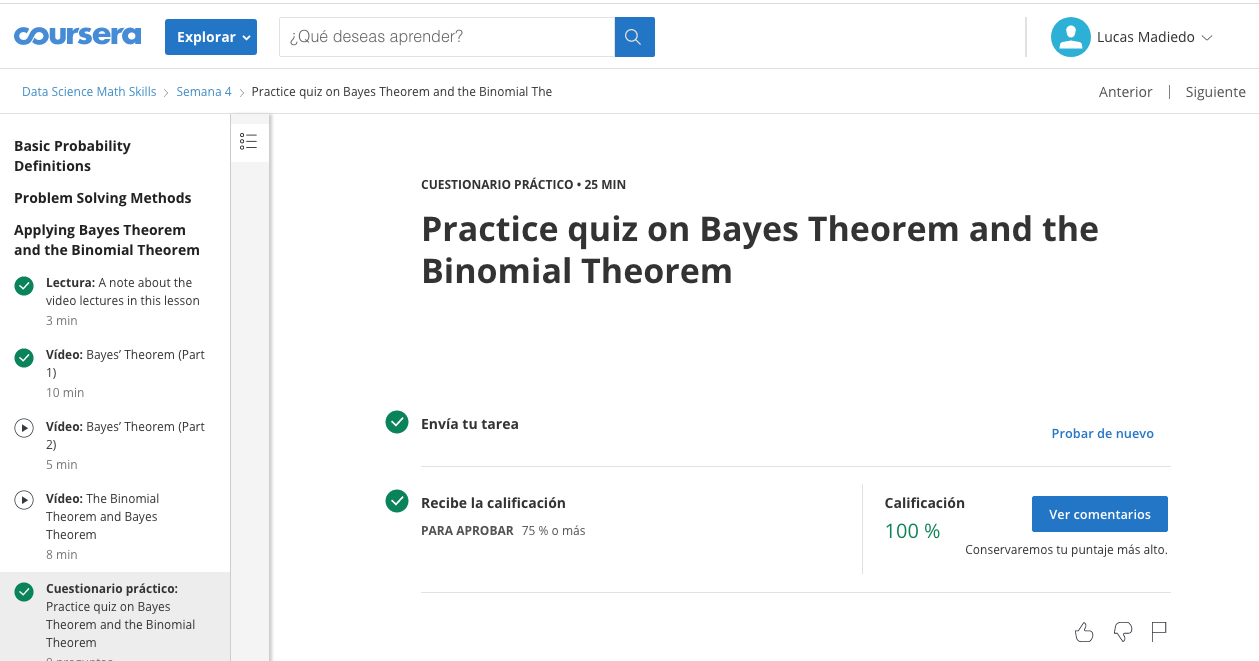 coursera
Explorar
¿Qué deseas aprender?
Lucas Madiedo
Data Science Math Skills > Semana 4 > Practice quiz on Bayes Theorem and the Binomial The
Anterior | Siguiente
Basic Probability
Definitions
Problem Solving Methods
Applying Bayes Theorem
and the Binomial Theorem
Lectura: A note about the
video lectures in this lesson
3 min
Vídeo: Bayes’ Theorem (Part
1)
10 min
Vídeo: Bayes’ Theorem (Part
2)
5 min
Vídeo: The Binomial
Theorem and Bayes
Theorem
8 min
Cuestionario práctico:
Practice quiz on Bayes
Theorem and the Binomial
Theorem
CUESTIONARIO PRÁCTICO • 25 MIN
Practice quiz on Bayes Theorem and the
Binomial Theorem
Envía tu tarea
Probar de nuevo
Recibe la calificación
PARA APROBAR 75 % o más
Calificación
100 %
Ver comentarios
Conservaremos tu puntaje más alto.